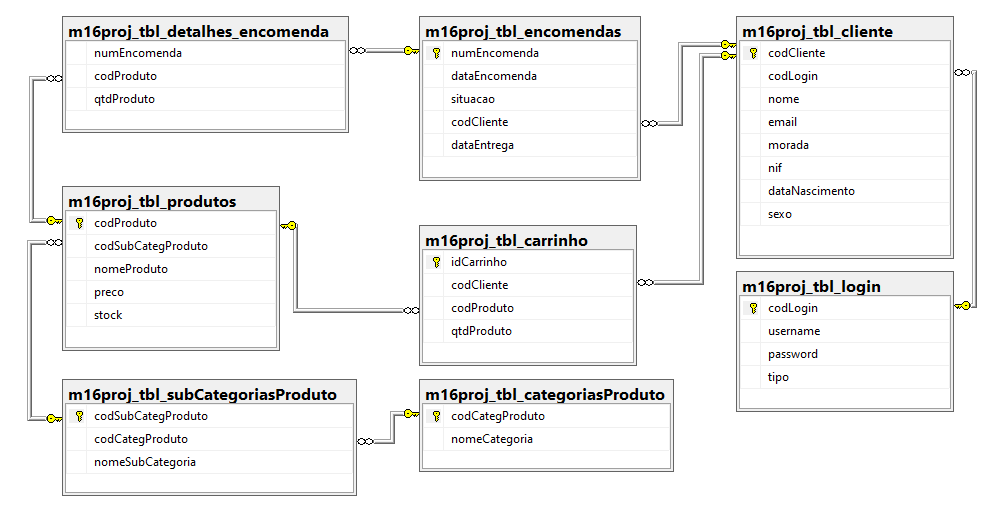 m16proj_tbl_detalhes_encomenda
numEncomenda
codProduto
qtdProduto
m16proj_tbl_encomendas
numEncomenda
dataEncomenda
situacao
codCliente
dataEntrega
m16proj_tbl_cliente
codCliente
codLogin
nome
email
morada
nif
dataNascimento
sexo
m16proj_tbl_produtos
codProduto
codSubCategProduto
nomeProduto
preco
stock
m16proj_tbl_carrinho
idCarrinho
codCliente
codProduto
qtdProduto
m16proj_tbl_login
codLogin
username
password
tipo
m16proj_tbl_subCategoriasProduto
codSubCategProduto
codCategProduto
nomeSubCategoria
m16proj_tbl_categoriasProduto
codCategProduto
nomeCategoria